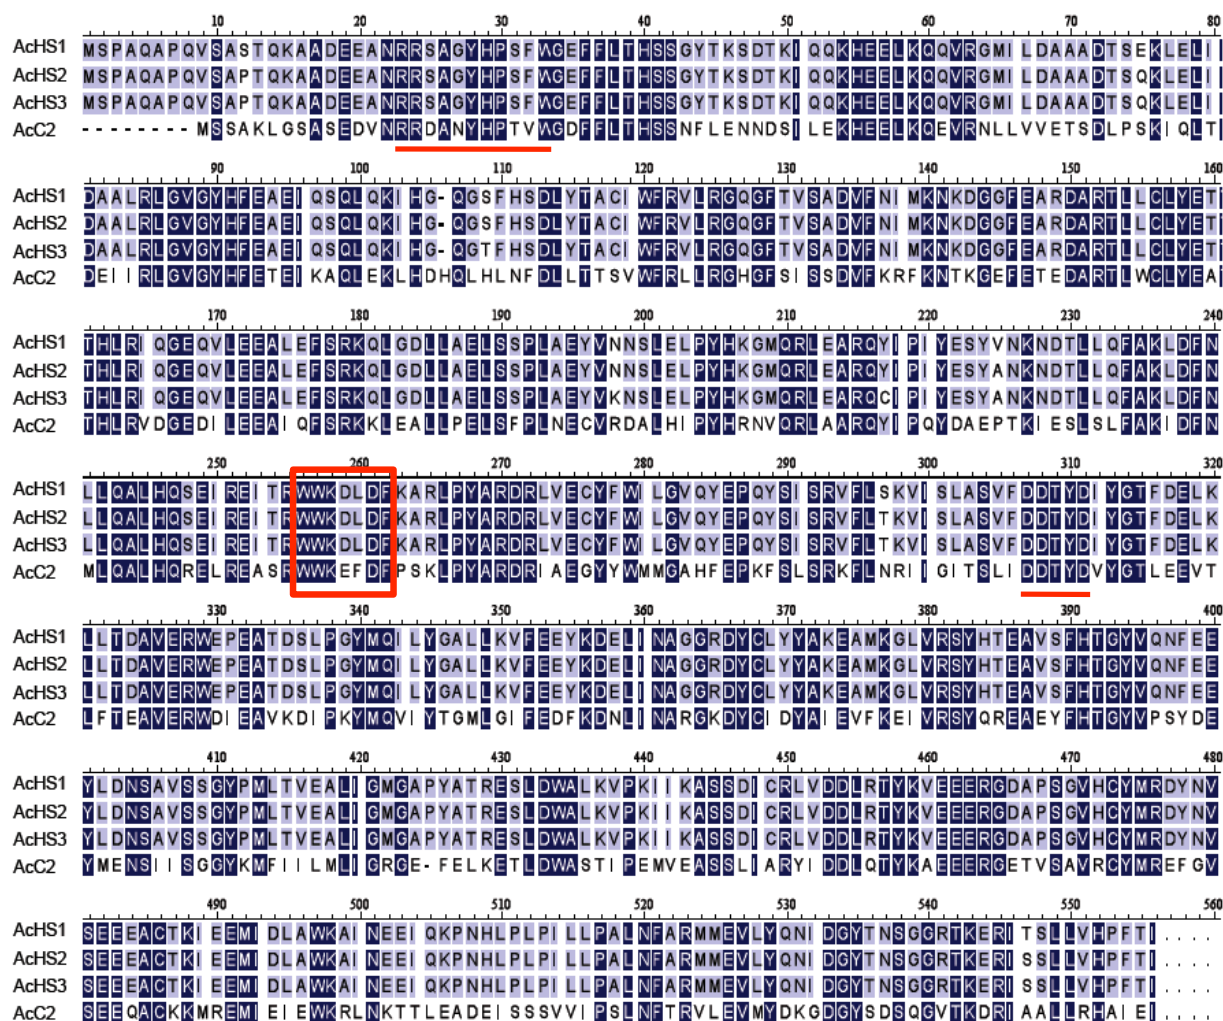 10 20 30 40 50 60 70 80
AcHS1 MSPAQAPQVSASTQKAADEEANRRSAGYHPSFWGEFFLTHSSGYTKSDTKIQQKHEELKQQVRGMILDAAADTSEKLELI
AcHS2 MSPAQAPQVSAPTQKAADEEANRRSAGYHPSFWGEFFLTHSSGYTKSDTKIQQKHEELKQQVRGMILDAAADTSQKLELI
AcHS3 MSPAQAPQVSAPTQKAADEEANRRSAGYHPSFWGEFFLTHSSGYTKSDTKIQQKHEELKQQVRGMILDAAADTSQKLELI
AcC2 --------MSSAKLGSASEDVNRRDANYHPTVWGDFFLTHSSNFLENNDSILEKHEELKQEVRNLLVVETSDLPSKIQLT
90 100 110 120 130 140 150 160
AcHS1 DAALRLGVGYHFEAEIQSQLQKIHG-QGSFHSDLYTACIWFRVLRGQGFTVSADVFNIMKNKDGGFEARDARTLLCLYETI
AcHS2 DAALRLGVGYHFEAEIQSQLQKIHG-QGSFHSDLYTACIWFRVLRGQGFTVSADVFNIMKNKDGGFEARDARTLLCLYETI
AcHS3 DAALRLGVGYHFEAEIQSQLQKIHG-QGTFHSDLYTACIWFRVLRGQGFTVSADVFNIMKNKDGGFEARDARTLLCLYETI
AcC2 DEIIRLGVGYHFETEIKAQLEKLHDHQLHLNFDLLTTSVWFRLLRGHGFSISSDVFKRFKNTKGEFETEDARTLWCLYEAI
170 180 190 200 210 220 230 240
AcHS1 THLRIQGEQVLEEALEFSRKQLGDLLAELSSPLAEYVNNSLELPYHKGMQRLEARQYIPIYESYVNKNDTLLQFAKLDFN
AcHS2 THLRIQGEQVLEEALEFSRKQLGDLLAELSSPLAEYVNNSLELPYHKGMQRLEARQYIPIYESYANKNDTLLQFAKLDFN
AcHS3 THLRIQGEQVLEEALEFSRKQLGDLLAELSSPLAEYVKNSLELPYHKGMQRLEARQCIPIYESYANKNDTLLQFAKLDFN
AcC2 THLRVDGEDILEEAIQFSRKKLEALLPELSFPLNECVRDALHIPYHRNVQRLAARQYIPQYDAEPTKIESLSLFAKIDFN
250 260 270 280 290 300 310 320
AcHS1 LLQALHQSEIREITRWWKDLDFKARLPYARDRLVECYFWILGVQYEPQYSISRVFLSKVISLASVFDDTYDIYGTFDELK
AcHS2 LLQALHQSEIREITRWWKDLDFKARLPYARDRLVECYFWILGVQYEPQYSISRVFLTKVISLASVFDDTYDIYGTFDELK
AcHS3 LLQALHQSEIREITRWWKDLDFKARLPYARDRLVECYFWILGVQYEPQYSISRVFLTKVISLASVFDDTYDIYGTFDELK
AcC2 MLQALHQRELREASRWWKEFDFPSKLPYARDRIAEGYYWMMGAHFEPKFSLSRKFLNRIIGITSLIDDTYDVYGTLEEVT
330 340 350 360 370 380 390 400
AcHS1 LLTDAVERWEPEATDSLPGYMQILYGALLKVFEEYKDELINAGGRDYCLYYAKEAMKGLVRSYHTEAVSFHTGYVQNFEE
AcHS2 LLTDAVERWEPEATDSLPGYMQILYGALLKVFEEYKDELINAGGRDYCLYYAKEAMKGLVRSYHTEAVSFHTGYVQNFEE
AcHS3 LLTDAVERWEPEATDSLPGYMQILYGALLKVFEEYKDELINAGGRDYCLYYAKEAMKGLVRSYHTEAVSFHTGYVQNFEE
AcC2 LFTEAVERWDIEAVKDIPKYMQVIYTGMLGIFEDFKDNLINARGKDYCIDYAIEVFKEIVRSYQREAEYFHTGYVPSYDE
410 420 430 440 450 460 470 480
AcHS1 YLDNSAVSSGYPMLTVEALIGMGAPYATRESLDWALKVPKIIKASSDICRLVDDLRTYKVEEERGDAPSGVHCYMRDYNV
AcHS2 YLDNSAVSSGYPMLTVEALIGMGAPYATRESLDWALKVPKIIKASSDICRLVDDLRTYKVEEERGDAPSGVHCYMRDYNV
AcHS3 YLDNSAVSSGYPMLTVEALIGMGAPYATRESLDWALKVPKIIKASSDICRLVDDLRTYKVEEERGDAPSGVHCYMRDYNV
AcC2 YMENSIISGGYKMFIILMLIGRGE-FELKETLDWASTIPEMVEASSLIARYIDDLQTYKAEEERGETVSAVRCYMREFGV
490 500 510 520 530 540 550 560
AcHS1 SEEEACTKIEEMIDLAWKAINEEIQKPNHLPLPILLPALNFARMMEVLYQNIDGYTNSGGRTKERITSLLVHPFTI....
AcHS2 SEEEACTKIEEMIDLAWKAINEEIQKPNHLPLPILLPALNFARMMEVLYQNIDGYTNSGGRTKERISSLLVHPFTI....
AcHS3 SEEEACTKIEEMIDLAWKAINEEIQKPNHLPLPILLPALNFARMMEVLYQNIDGYTNSGGRTKERISSLLVHPFTI....
AcC2 SEEQACKKMREMIEIEWKRLNKTTLEADEISSSVVIPSLNFTRVLEVMYDKGDGYSDSQGVTKDRIAALLRHAIEI....